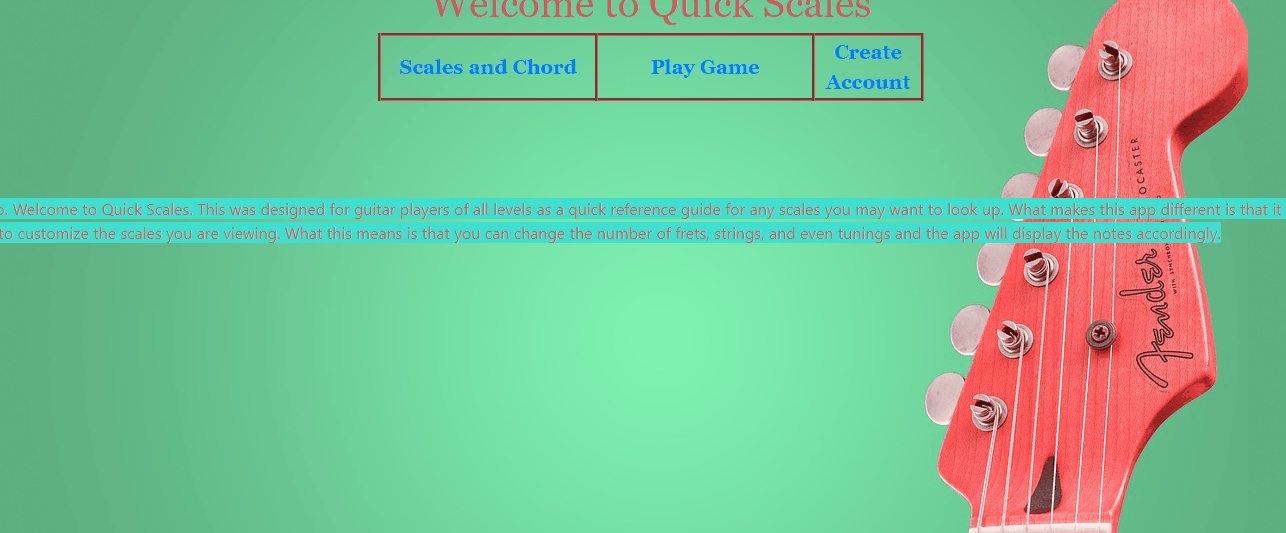 Welcome to Quick Scales
Scales and Chord
Play Game
Create
Account
o. Welcome to Quick Scales. This was designed for guitar players of all levels as a quick reference guide for any scales you may want to look up. What makes this app different is that it
to customize the scales you are viewing. What this means is that you can change the number of frets, strings, and even tunings and the app will display the notes accordingly.
OCASTER
WITH SYNCHRO
Fender